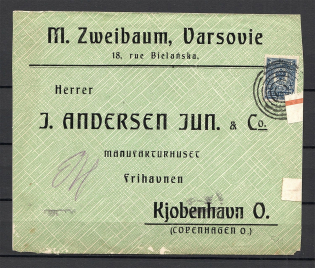 M. Zweibaum, Varsovie
18, rue Bielańska.
Herrer
J. ANDERSEN JUN. & Co.
MANUFAKTURHUSET
Frihavnen
Kjobenhavn O.
(COPENHAGEN O.)